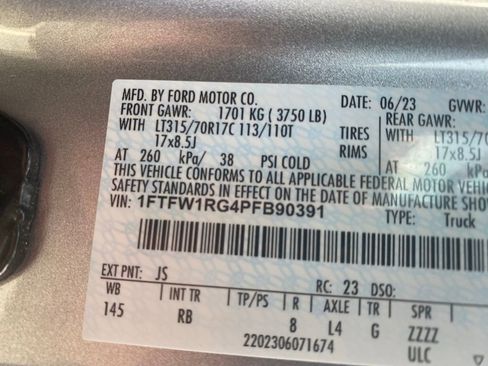 MFD. BY FORD MOTOR CO.
DATE: 06/23 GVWR:
FRONT GAWR: 1701 KG ( 3750 LB)
REAR GAWR:
WITH LT315/70R17C 113/110T TIRES LT315/7
17x8.5J RIMS 17x8.5J
AT 260 kPa/ 38 PSI COLD AT 260 kPa/
THIS VEHICLE CONFORMS TO ALL APPLICABLE FEDERAL MOTOR VEHIC
SAFETY STANDARDS IN EFFECT ON THE DATE OF MANUFACTURE SHOW
VIN: 1FTFW1RG4PFB90391
TYPE: Truck
EXT PNT: JS RC: 23 DSO:
WB INT TR TP/PS R AXLE TR SPR
145 RB 8 L4 G ZZZZ
2202306071674 ULC